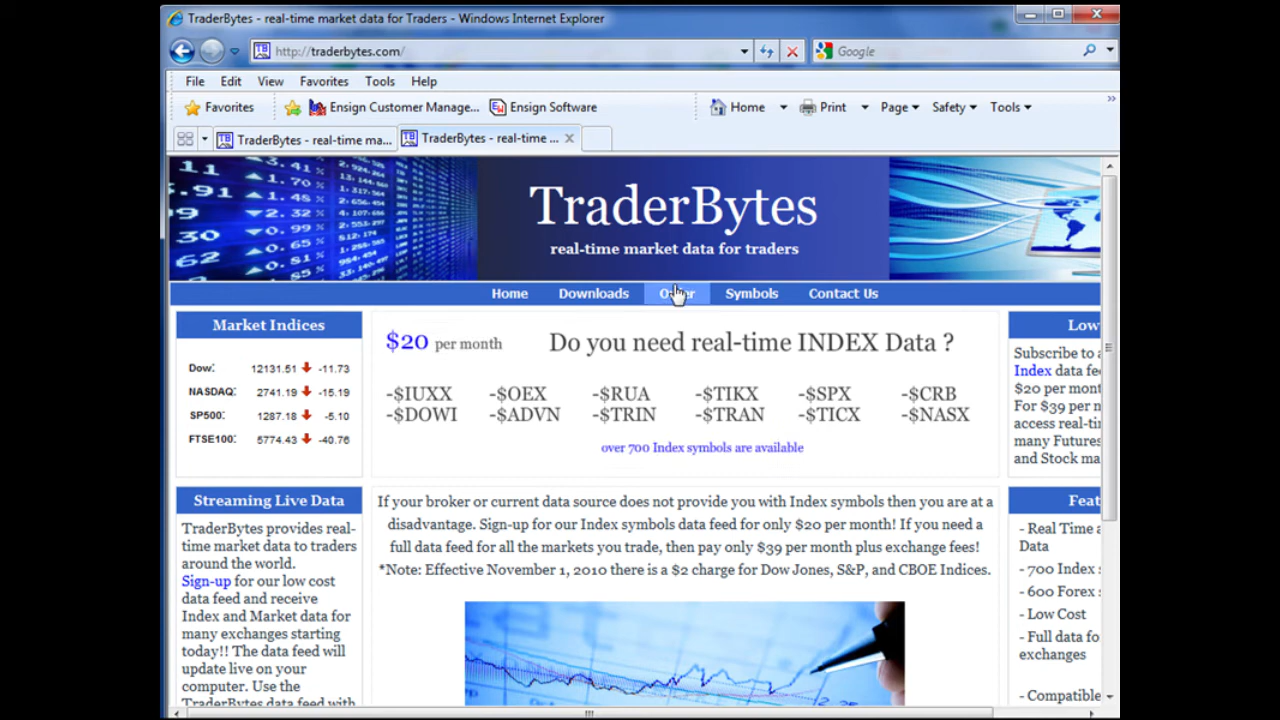 TraderBytes - real-time market data for Traders - Windows Internet Explorer
http://traderbytes.com/
Google
File Edit View Favorites Tools Help
Favorites Ensign Customer Manage... Ensign Software Home Print Page Safety Tools
TraderBytes - real-time ma... TraderBytes - real-time ...
TraderBytes
real-time market data for traders
Home Downloads Order Symbols Contact Us
Market Indices
Dow: 12131.51 -11.73
NASDAQ: 2741.19 -15.19
SP500: 1287.18 -5.10
FTSE100: 5774.43 -40.76
$20 per month Do you need real-time INDEX Data ?
-$IUXX -$OEX -$RUA -$TIKX -$SPX -$CRB
-$DOWI -$ADVN -$TRIN -$TRAN -$TICX -$NASX
over 700 Index symbols are available
Low
Subscribe to a
Index data fe
$20 per mont
For $39 per m
access real-ti
many Futures
and Stock ma
Streaming Live Data
TraderBytes provides real-
time market data to traders
around the world.
Sign-up for our low cost
data feed and receive
Index and Market data for
many exchanges starting
today!! The data feed will
update live on your
computer. Use the
TraderBytes data feed with
If your broker or current data source does not provide you with Index symbols then you are at a
disadvantage. Sign-up for our Index symbols data feed for only $20 per month! If you need a
full data feed for all the markets you trade, then pay only $39 per month plus exchange fees!
*Note: Effective November 1, 2010 there is a $2 charge for Dow Jones, S&P, and CBOE Indices.
Feat
- Real Time a
Data
- 700 Index s
- 600 Forex s
- Low Cost
- Full data fo
exchanges
- Compatible